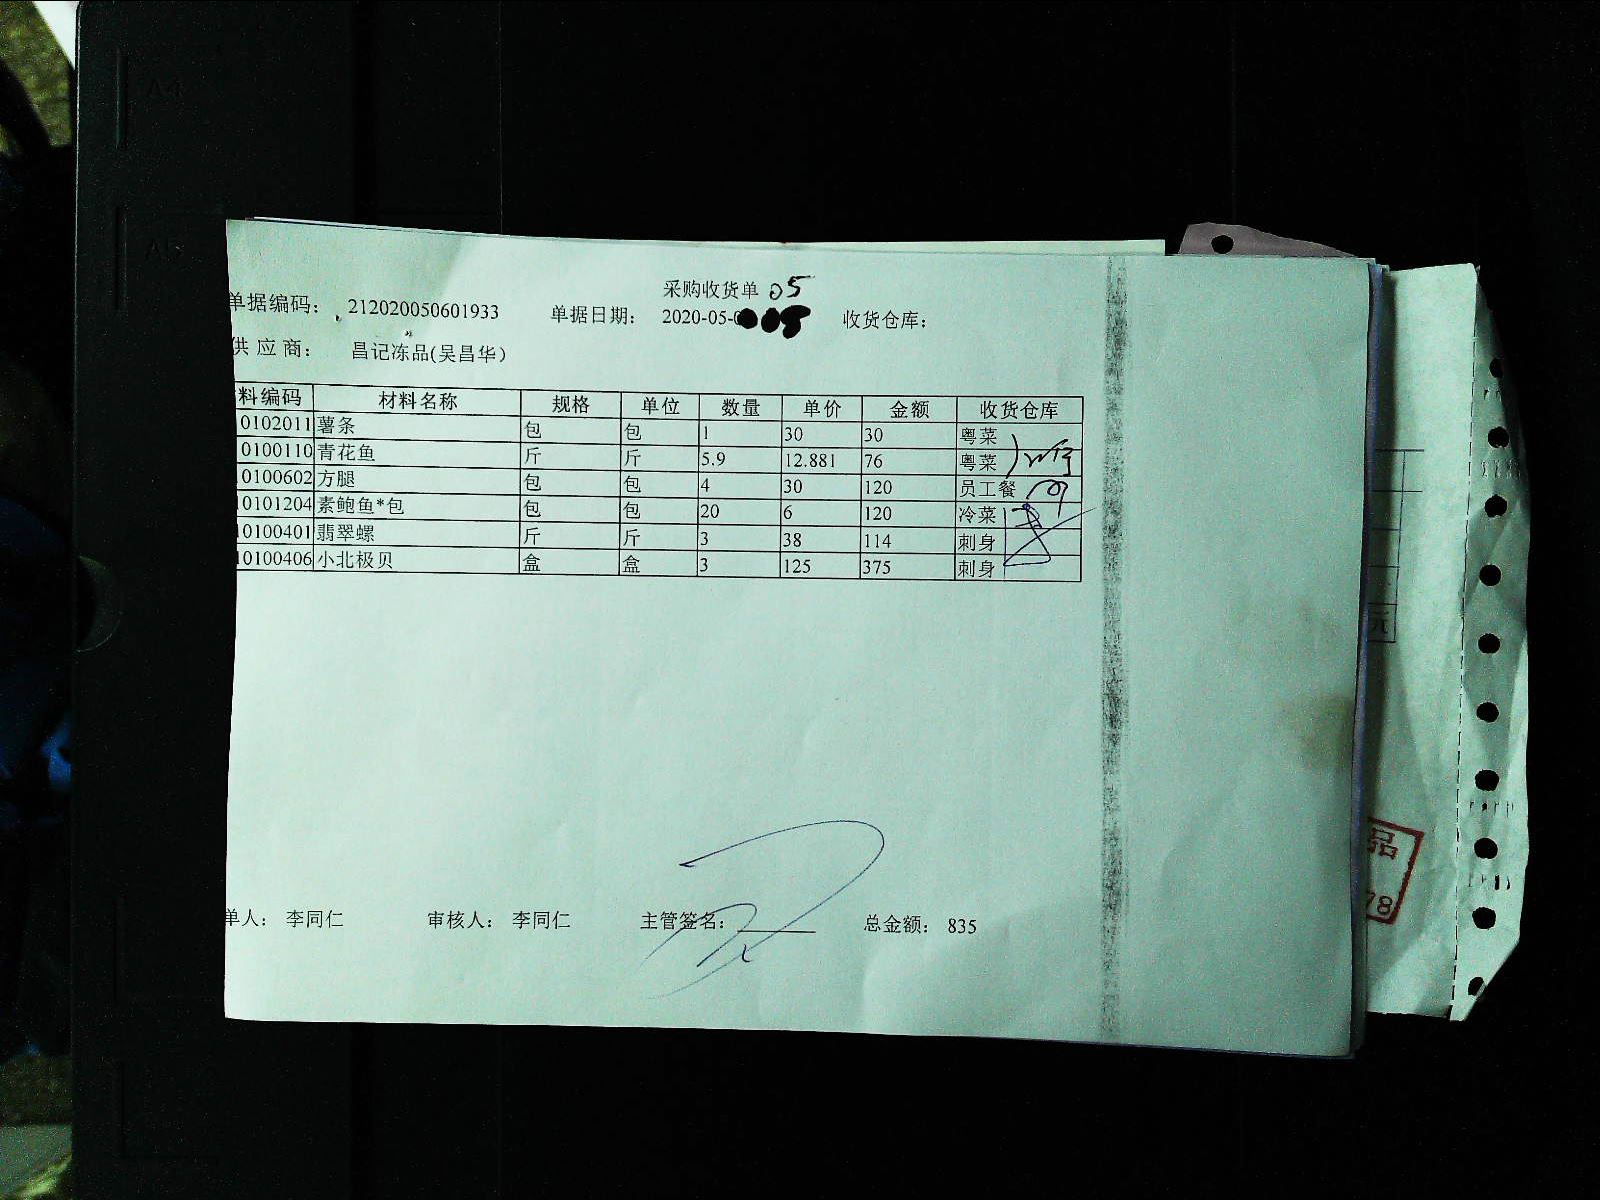 采购收货单 05
单据编码： 212020050601933 单据日期： 2020-05- 收货仓库：
供应商： 昌记冻品(吴昌华)
料编码 材料名称 规格 单位 数量 单价 金额 收货仓库
0102011 薯条 包 包 1 30 30 粤菜
0100110 青花鱼 斤 斤 5.9 12.881 76 粤菜
0100602 方腿 包 包 4 30 120 员工餐
0101204 素鲍鱼*包 包 包 20 6 120 冷菜
10100401 翡翠螺 斤 斤 3 38 114 刺身
10100406 小北极贝 盒 盒 3 125 375 刺身
单人： 李同仁 审核人： 李同仁 主管签名： 总金额： 835
元
品
78
A4
A5